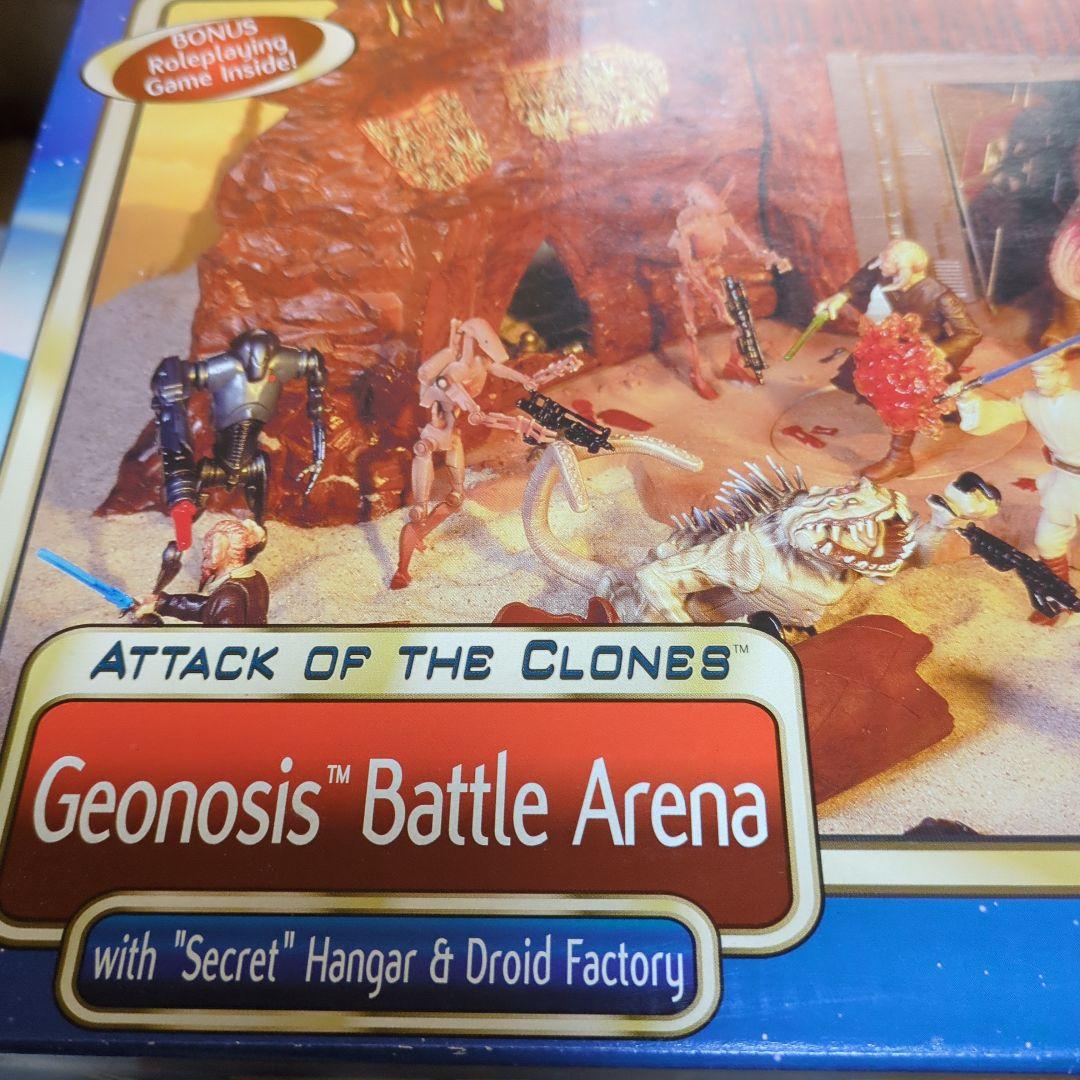 BONUS
Roleplaying
Game Inside!
ATTACK OF THE CLONES™
Geonosis™ Battle Arena
with "Secret" Hangar & Droid Factory